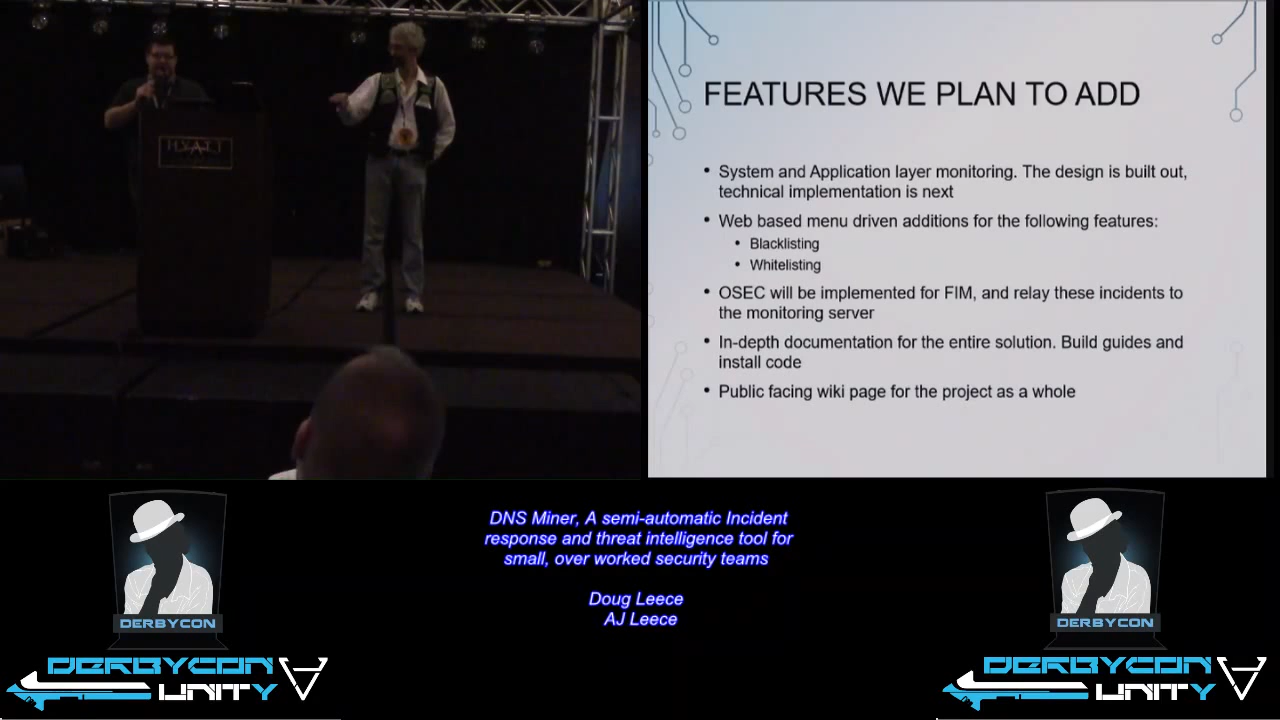 HYATT
FEATURES WE PLAN TO ADD
• System and Application layer monitoring. The design is built out,
technical implementation is next
• Web based menu driven additions for the following features:
• Blacklisting
• Whitelisting
• OSEC will be implemented for FIM, and relay these incidents to
the monitoring server
• In-depth documentation for the entire solution. Build guides and
install code
• Public facing wiki page for the project as a whole
DNS Miner, A semi-automatic Incident
response and threat intelligence tool for
small, over worked security teams
Doug Leece
AJ Leece
DERBYCON
DERBYCON
UNITY
DERBYCON
DERBYCON
UNITY